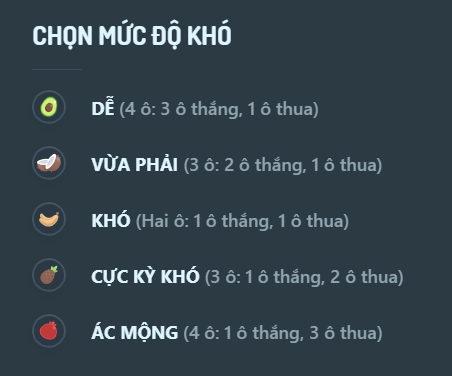 CHỌN MỨC ĐỘ KHÓ
DỄ (4 ô: 3 ô thắng, 1 ô thua)
VỪA PHẢI (3 ô: 2 ô thắng, 1 ô thua)
KHÓ (Hai ô: 1 ô thắng, 1 ô thua)
CỰC KỲ KHÓ (3 ô: 1 ô thắng, 2 ô thua)
ÁC MỘNG (4 ô: 1 ô thắng, 3 ô thua)